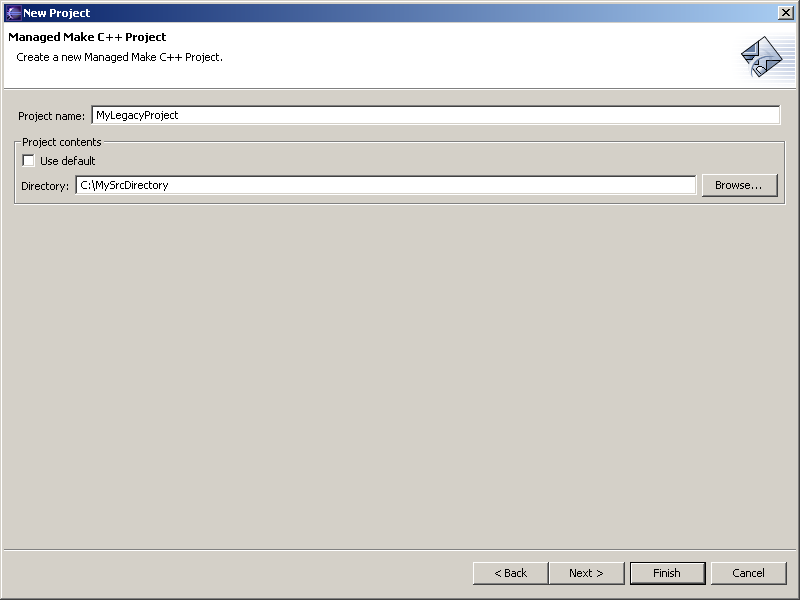 New Project
Managed Make C++ Project
Create a new Managed Make C++ Project.
Project name: MyLegacyProject
Project contents
Use default
Directory: C:\MySrcDirectory Browse...
< Back Next > Finish Cancel